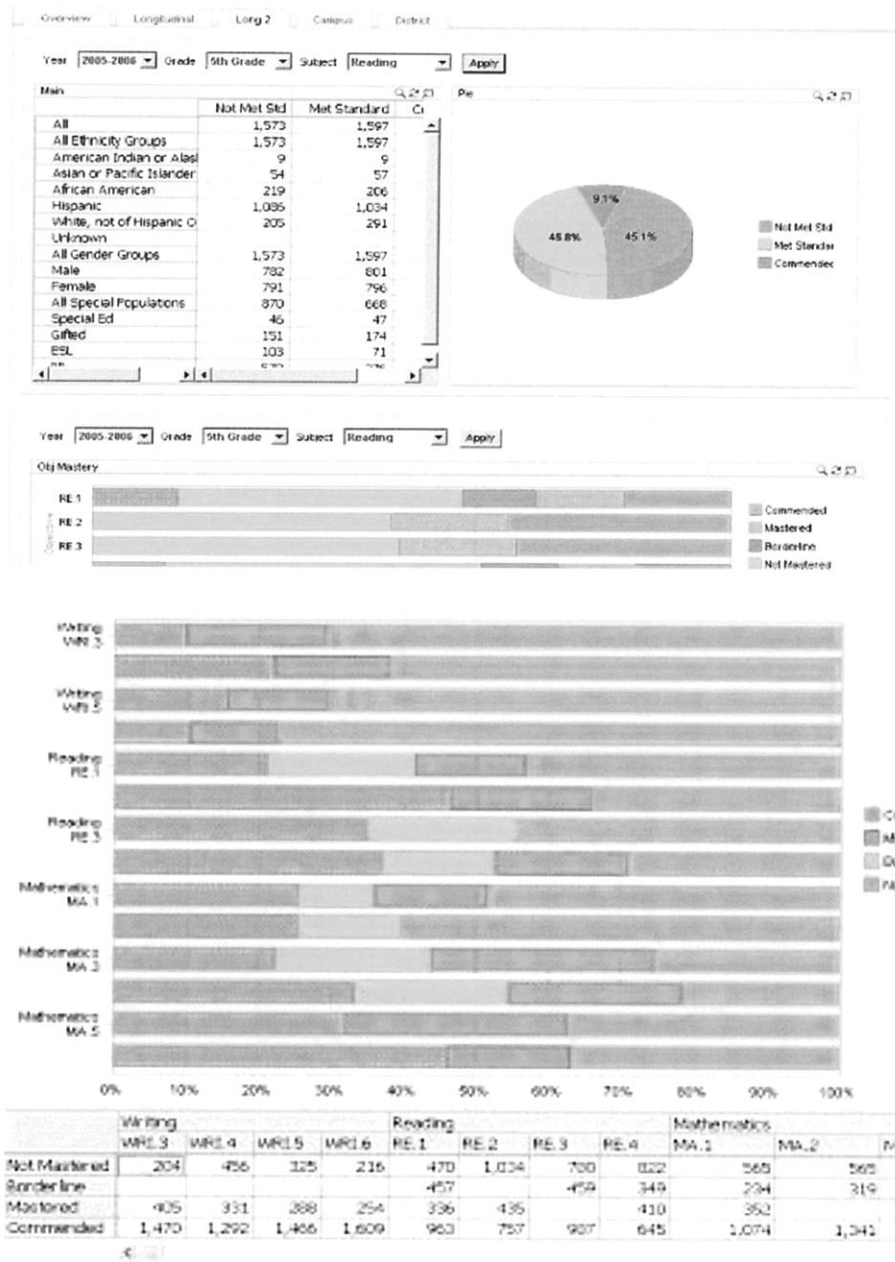 Overview Longitudinal Long 2 Campus District
Year 2005-2006 Grade 5th Grade Subject Reading Apply
Main
Not Met Std Met Standard
All 1,573 1,597
All Ethnicity Groups 1,573 1,597
American Indian or Alas 9 9
Asian or Pacific Islander 54 57
African American 219 206
Hispanic 1,086 1,034
White, not of Hispanic O 205 291
Unknown
All Gender Groups 1,573 1,597
Male 782 801
Female 791 796
All Special Populations 870 668
Special Ed 46 47
Gifted 151 174
ESL 103 71
Pie
9.1%
45.8% 45.1%
Not Met Std
Met Standar
Commended
Year 2005-2006 Grade 5th Grade Subject Reading Apply
Obj Mastery
Objective
RE.1
RE.2
RE.3
Commended
Mastered
Borderline
Not Mastered
Writing
WRI.3
Writing
WRI.5
Reading
RE.1
Reading
RE.3
Mathematics
MA.1
Mathematics
MA.3
Mathematics
MA.5
0% 10% 20% 30% 40% 50% 60% 70% 80% 90% 100%
Writing Reading Mathematics
WRI.3 WRI.4 WRI.5 WRI.6 RE.1 RE.2 RE.3 RE.4 MA.1 MA.2
Not Mastered 204 456 325 216 470 1,034 780 822 565 565
Borderline 457 459 349 234 319
Mastered 405 331 288 254 336 435 410 352
Commended 1,470 1,292 1,466 1,609 963 757 987 645 1,074 1,341